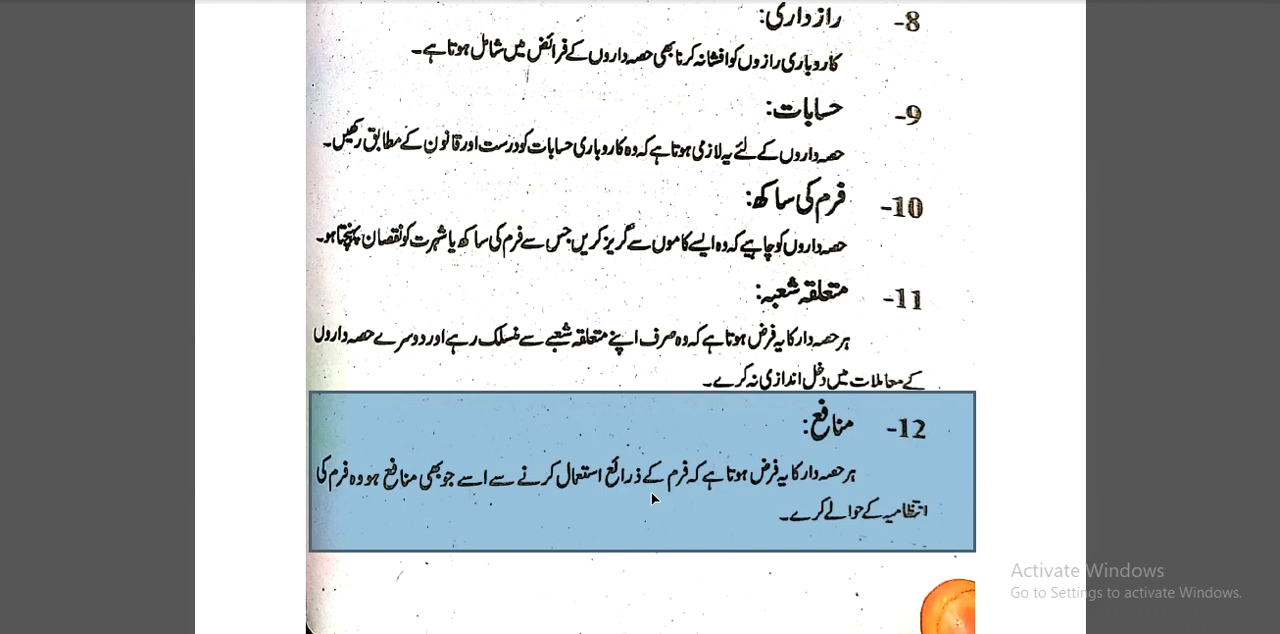 8- رازداری:
کاروباری رازوں کو افشا نہ کرنا بھی حصہ داروں کے فرائض میں شامل ہوتا ہے۔
9- حسابات:
حصہ داروں کے لئے یہ لازمی ہوتا ہے کہ وہ کاروباری حسابات کو درست اور قانون کے مطابق رکھیں۔
10- فرم کی ساکھ:
حصہ داروں کو چاہیے کہ وہ ایسے کاموں سے گریز کریں جس سے فرم کی ساکھ یا شہرت کو نقصان پہنچتا ہو۔
11- متعلقہ شعبہ:
ہر حصہ دار کا یہ فرض ہوتا ہے کہ وہ صرف اپنے متعلقہ شعبے سے منسلک رہے اور دوسرے حصہ داروں
کے معاملات میں دخل اندازی نہ کرے۔
12- منافع:
ہر حصہ دار کا یہ فرض ہوتا ہے کہ فرم کے ذرائع استعمال کرنے سے اسے جو بھی منافع ہو وہ فرم کی
انتظامیہ کے حوالے کرے۔
Activate Windows
Go to Settings to activate Windows.